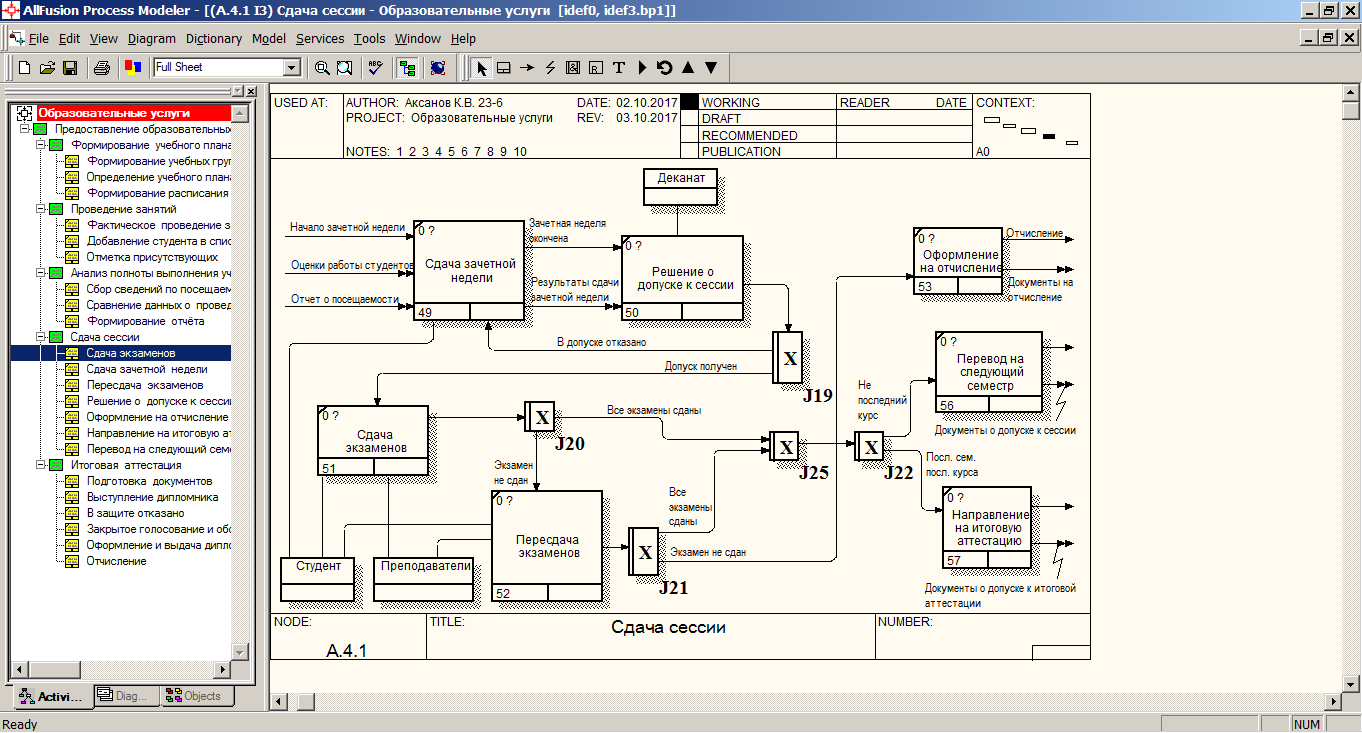 AllFusion Process Modeler - [(A.4.1 I3) Сдача сессии - Образовательные услуги [idef0, idef3.bp1]]
File Edit View Diagram Dictionary Model Services Tools Window Help
Full Sheet
ABC
A R T
Образовательные услуги
Предоставление образовательных
Формирование учебного плана
Формирование учебных груп
Определение учебного плана
Формирование расписания
Проведение занятий
Фактическое проведение з
Добавление студента в спис
Отметка присутствующих
Анализ полноты выполнения уч
Сбор сведений по посещаем
Сравнение данных о провед
Формирование отчёта
Сдача сессии
Сдача экзаменов
Сдача зачетной недели
Пересдача экзаменов
Решение о допуске к сессии
Оформление на отчисление
Направление на итоговую ат
Перевод на следующий сем
Итоговая аттестация
Подготовка документов
Выступление дипломника
В защите отказано
Закрытое голосование и обс
Оформление и выдача дипло
Отчисление
Activi...
Diag...
Objects
USED AT:
AUTHOR: Аксанов К.В. 23-6
DATE: 02.10.2017
PROJECT: Образовательные услуги
REV: 03.10.2017
NOTES: 1 2 3 4 5 6 7 8 9 10
WORKING
DRAFT
RECOMMENDED
PUBLICATION
READER DATE
CONTEXT:
A0
Деканат
Начало зачетной недели
Оценки работы студентов
Отчет о посещаемости
0 ?
Сдача зачетной
недели
49
Зачетная неделя
окончена
Результаты сдачи
зачетной недели
0 ?
Решение о
допуске к сессии
50
X
J19
В допуске отказано
Допуск получен
0 ?
Оформление
на отчисление
53
Отчисление
Документы на
отчисление
0 ?
Перевод на
следующий
семестр
56
Документы о допуске к сессии
Не
последний
курс
0 ?
Сдача
экзаменов
51
X
J20
Все экзамены сданы
X
J25
X
J22
Посл. сем.
посл. курса
Экзамен
не сдан
0 ?
Пересдача
экзаменов
52
Все
экзамены
сданы
X
J21
Экзамен не сдан
0 ?
Направление
на итоговую
аттестацию
57
Документы о допуске к итоговой
аттестации
Студент
Преподаватели
NODE:
A.4.1
TITLE:
Сдача сессии
NUMBER:
Ready
NUM